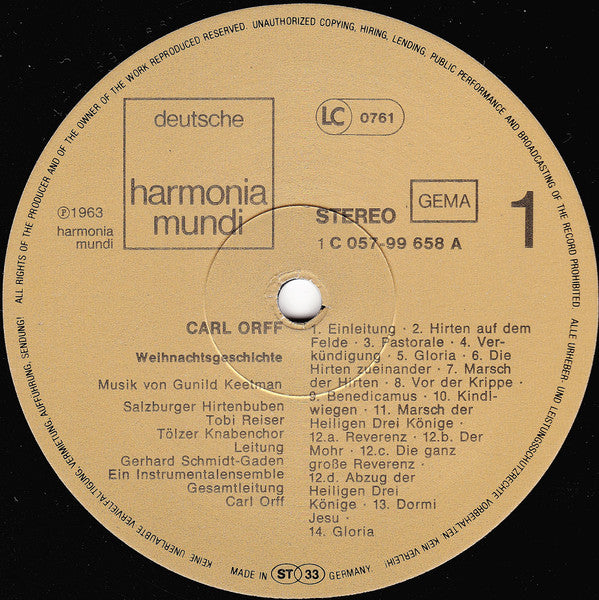 ALL RIGHTS OF THE PRODUCER AND OF THE OWNER OF THE WORK REPRODUCED RESERVED. UNAUTHORIZED COPYING, HIRING, LENDING, PUBLIC PERFORMANCE AND BROADCASTING OF THE RECORD PROHIBITED
ALLE URHEBER- UND LEISTUNGSSCHUTZRECHTE VORBEHALTEN. KEIN VERLEIH! KEINE UNERLAUBTE VERVIELFÄLTIGUNG, VERMIETUNG, AUFFÜHRUNG, SENDUNG!
deutsche
harmonia
mundi
LC 0761
℗ 1963
harmonia
mundi
STEREO
GEMA
1
1 C 057-99 658 A
CARL ORFF
Weihnachtsgeschichte
Musik von Gunild Keetman
Salzburger Hirtenbuben
Tobi Reiser
Tölzer Knabenchor
Leitung
Gerhard Schmidt-Gaden
Ein Instrumentalensemble
Gesamtleitung
Carl Orff
1. Einleitung · 2. Hirten auf dem
Felde · 3. Pastorale · 4. Ver-
kündigung · 5. Gloria · 6. Die
Hirten zueinander · 7. Marsch
der Hirten · 8. Vor der Krippe ·
9. Benedicamus · 10. Kindl-
wiegen · 11. Marsch der
Heiligen Drei Könige ·
12.a. Reverenz · 12.b. Der
Mohr · 12.c. Die ganz
große Reverenz ·
12.d. Abzug der
Heiligen Drei
Könige · 13. Dormi
Jesu ·
14. Gloria
MADE IN ST 33 GERMANY.